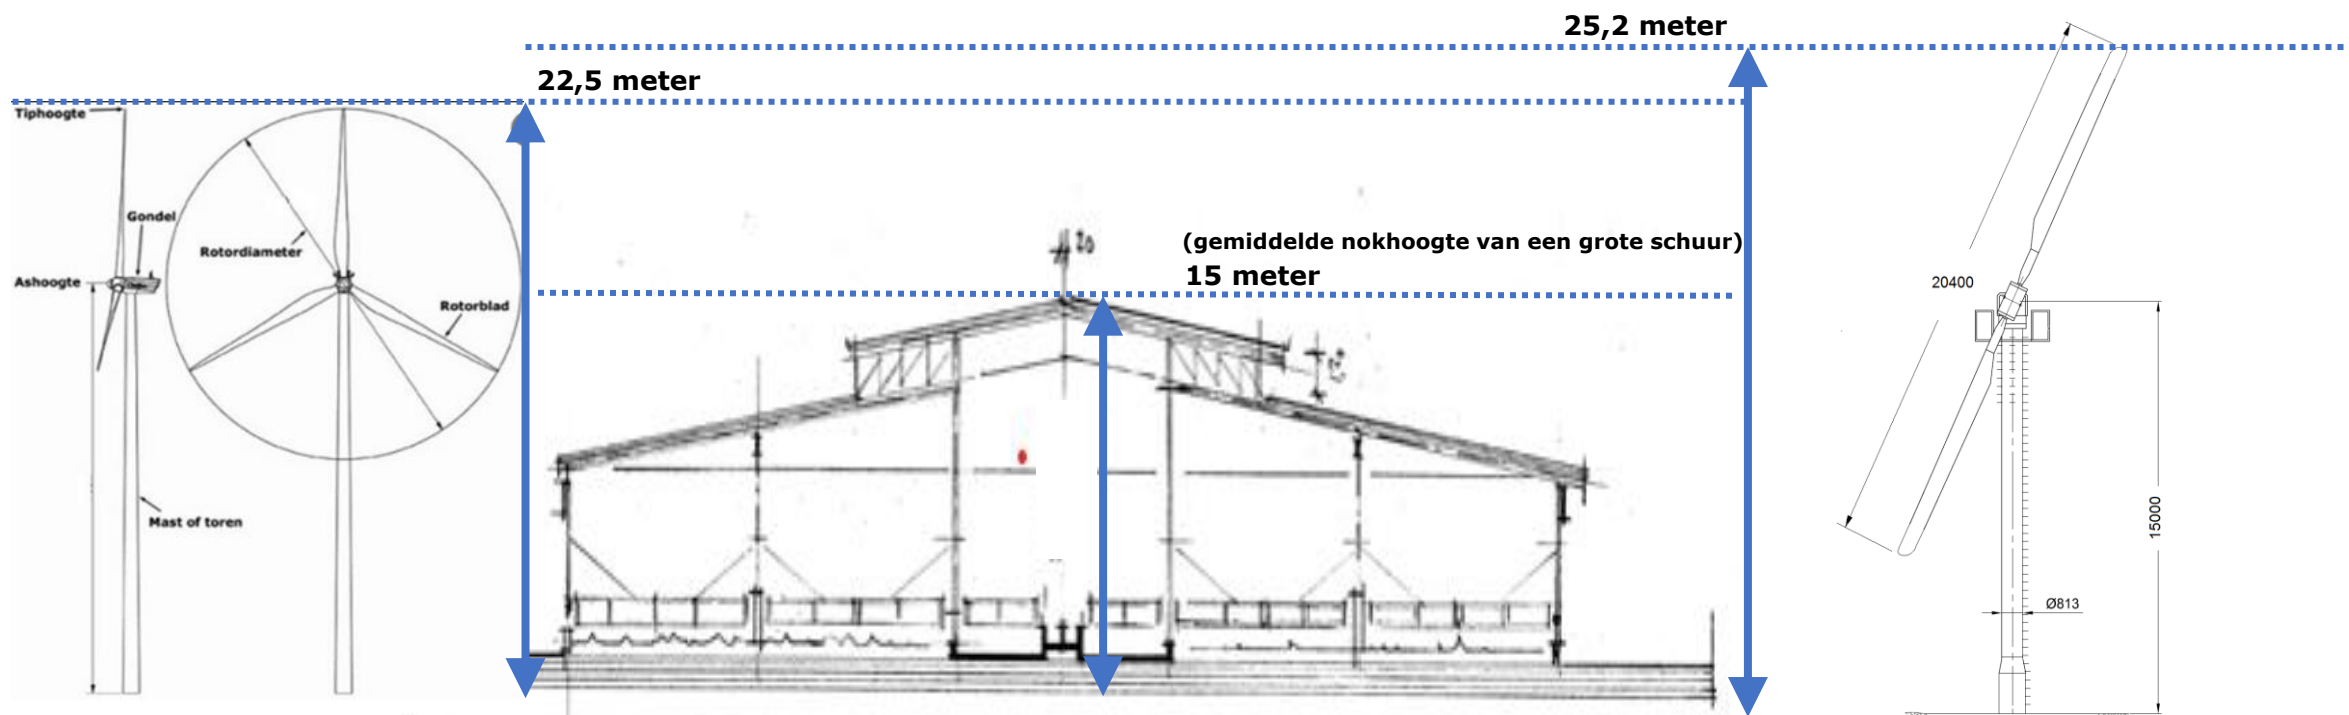 25,2 meter
22,5 meter
Tiphoogte
Gondel
Rotordiameter
Ashoogte
Rotorblad
Mast of toren
20
(gemiddelde nokhoogte van een grote schuur)
15 meter
20400
15000
Ø813